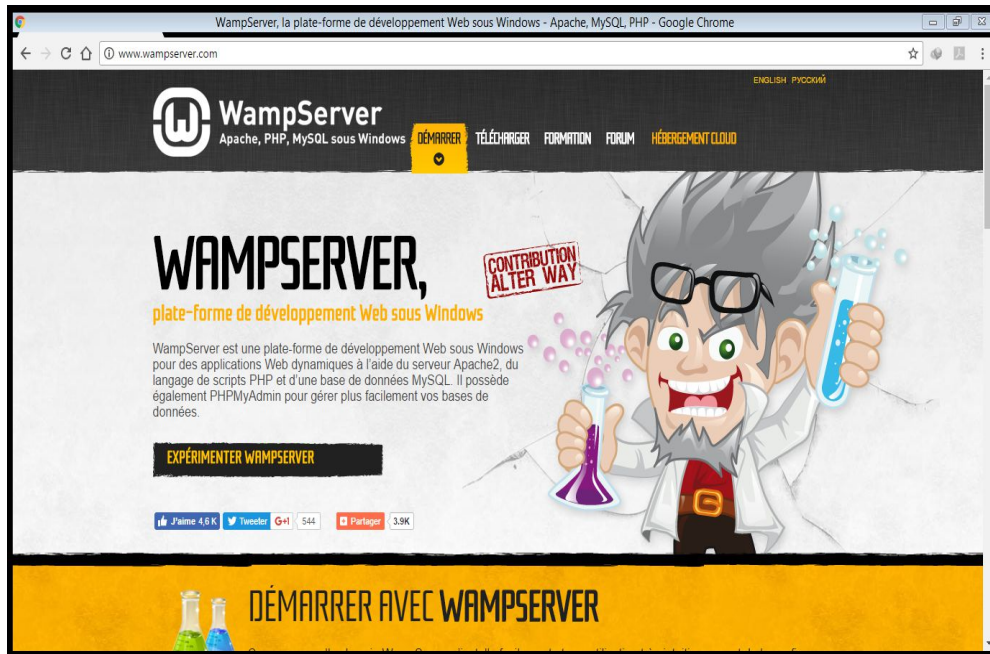 WampServer, la plate-forme de développement Web sous Windows - Apache, MySQL, PHP - Google Chrome
www.wampserver.com
ENGLISH РУССКИЙ
WampServer
Apache, PHP, MySQL sous Windows
DÉMARRER
TÉLÉCHARGER
FORMATION
FORUM
HÉBERGEMENT CLOUD
WAMPSERVER,
CONTRIBUTION
ALTER WAY
plate-forme de développement Web sous Windows
WampServer est une plate-forme de développement Web sous Windows
pour des applications Web dynamiques à l'aide du serveur Apache2, du
langage de scripts PHP et d'une base de données MySQL. Il possède
également PHPMyAdmin pour gérer plus facilement vos bases de
données.
EXPÉRIMENTER WAMPSERVER
J'aime 4,6 K
Tweeter
G+1
544
Partager
3.9K
DÉMARRER AVEC WAMPSERVER